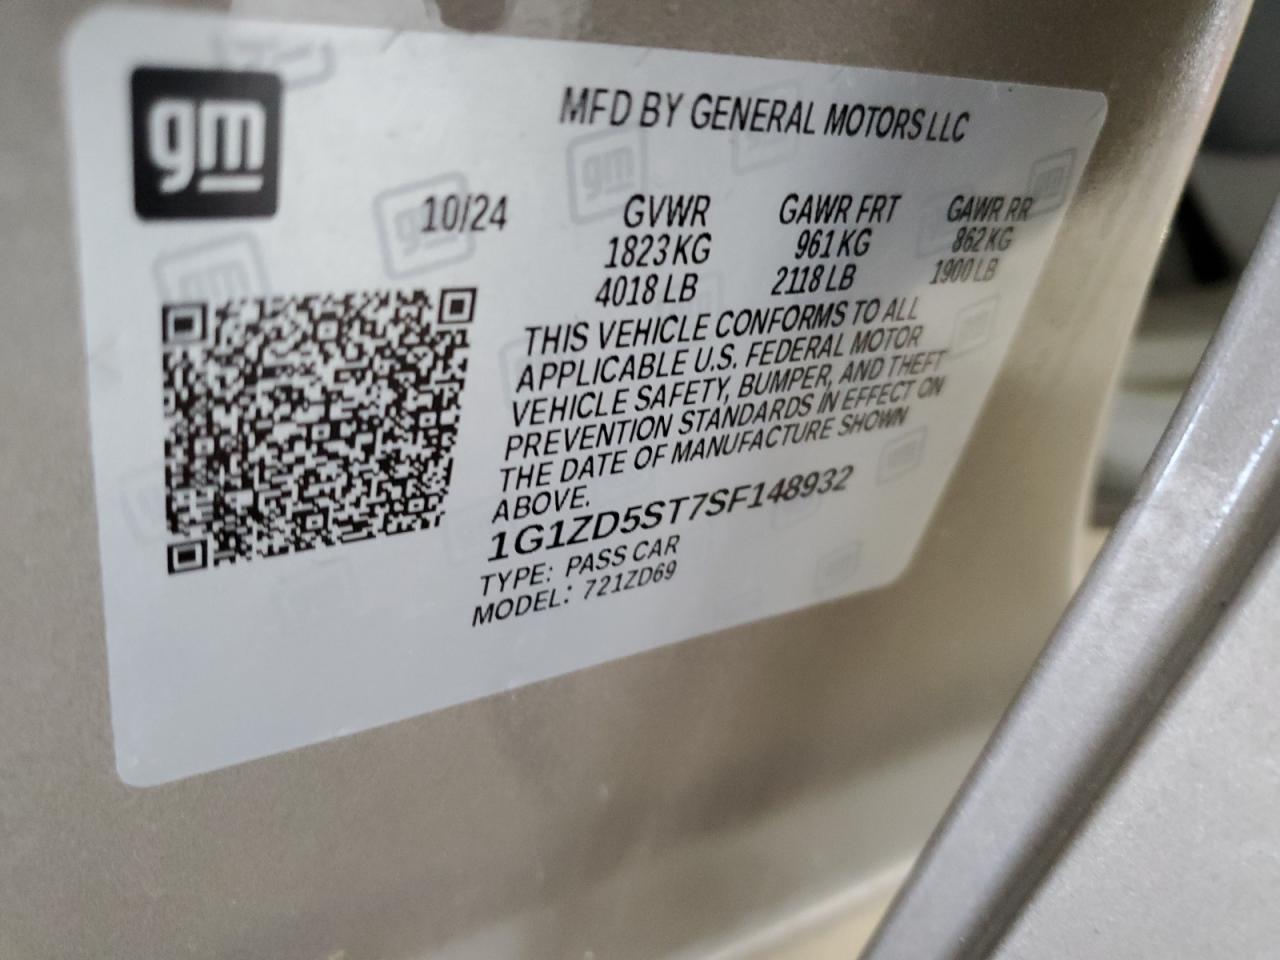 gm
MFD BY GENERAL MOTORS LLC
10/24 GVWR GAWR FRT GAWR RR
1823 KG 961 KG 862 KG
4018 LB 2118 LB 1900 LB
THIS VEHICLE CONFORMS TO ALL
APPLICABLE U.S. FEDERAL MOTOR
VEHICLE SAFETY, BUMPER, AND THEFT
PREVENTION STANDARDS IN EFFECT ON
THE DATE OF MANUFACTURE SHOWN
ABOVE.
1G1ZD5ST7SF148932
TYPE: PASS CAR
MODEL: 721ZD69